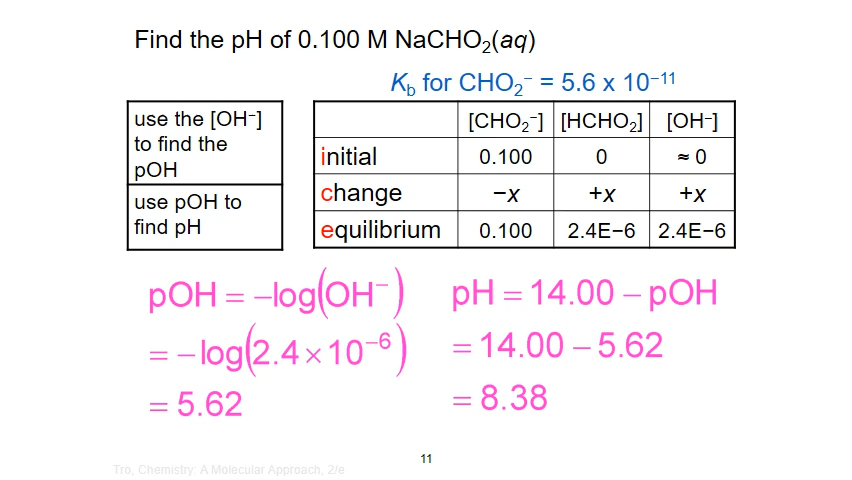 Find the pH of 0.100 M NaCHO₂(aq)
K_b for CHO₂⁻ = 5.6 x 10⁻¹¹
use the [OH⁻]
to find the
pOH
use pOH to
find pH
[CHO₂⁻] [HCHO₂] [OH⁻]
initial 0.100 0 ≈ 0
change −x +x +x
equilibrium 0.100 2.4E−6 2.4E−6
pOH = −log(OH⁻)
= −log(2.4 × 10⁻⁶)
= 5.62
pH = 14.00 − pOH
= 14.00 − 5.62
= 8.38
11
Tro, Chemistry: A Molecular Approach, 2/e